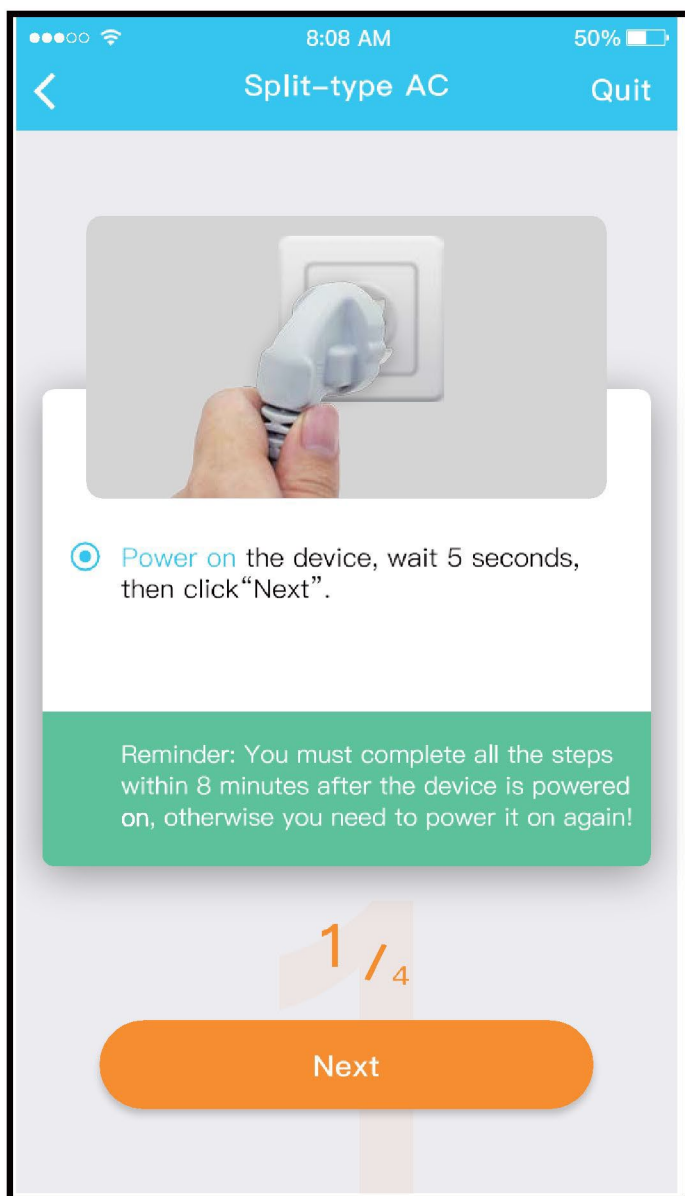 8:08 AM
50%
Split-type AC
Quit
Power on the device, wait 5 seconds,
then click“Next”.
Reminder: You must complete all the steps
within 8 minutes after the device is powered
on, otherwise you need to power it on again!
1/4
Next